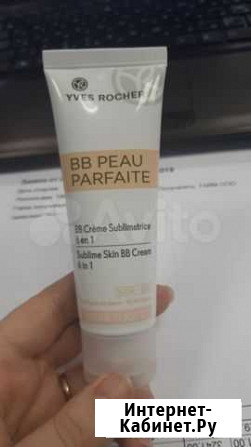 YVES ROCHER
BB PEAU
PARFAITE
BB Crème Sublimatrice
6 en 1
Sublime Skin BB Cream
6 in 1
Avito
Интернет-
Кабинет.Ру